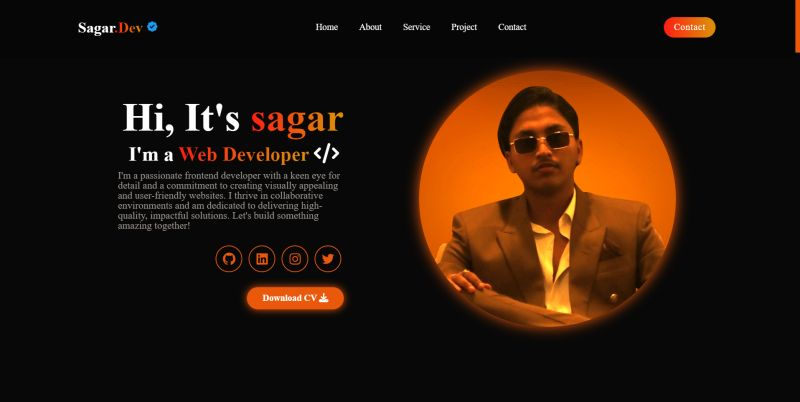 Sagar.Dev
Home About Service Project Contact
Contact
Hi, It's sagar
I'm a Web Developer </>
I'm a passionate frontend developer with a keen eye for
detail and a commitment to creating visually appealing
and user-friendly websites. I thrive in collaborative
environments and am dedicated to delivering high-
quality, impactful solutions. Let's build something
amazing together!
Download CV